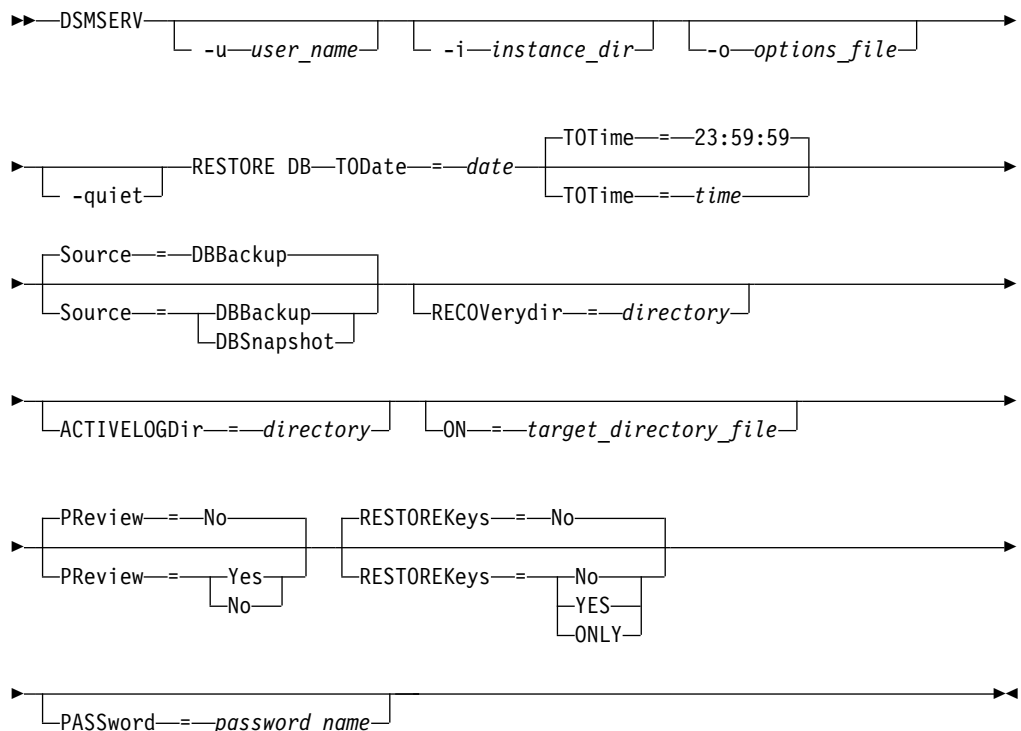 DSMSERV
-u user_name -i instance_dir -o options_file
TOTime = 23:59:59
-quiet RESTORE DB TODate = date
TOTime = time
Source = DBBackup
Source = DBBackup RECOVerydir = directory
DBSnapshot
ACTIVELOGDir = directory ON = target_directory_file
PReview = No RESTOREKeys = No
PReview = Yes RESTOREKeys = No
No YES
ONLY
PASSword = password name